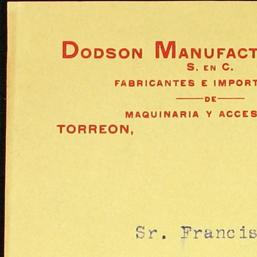 DODSON MANUFACT
S. EN C.
FABRICANTES E IMPORT
DE
MAQUINARIA Y ACCES
TORREON,
Sr. Francis